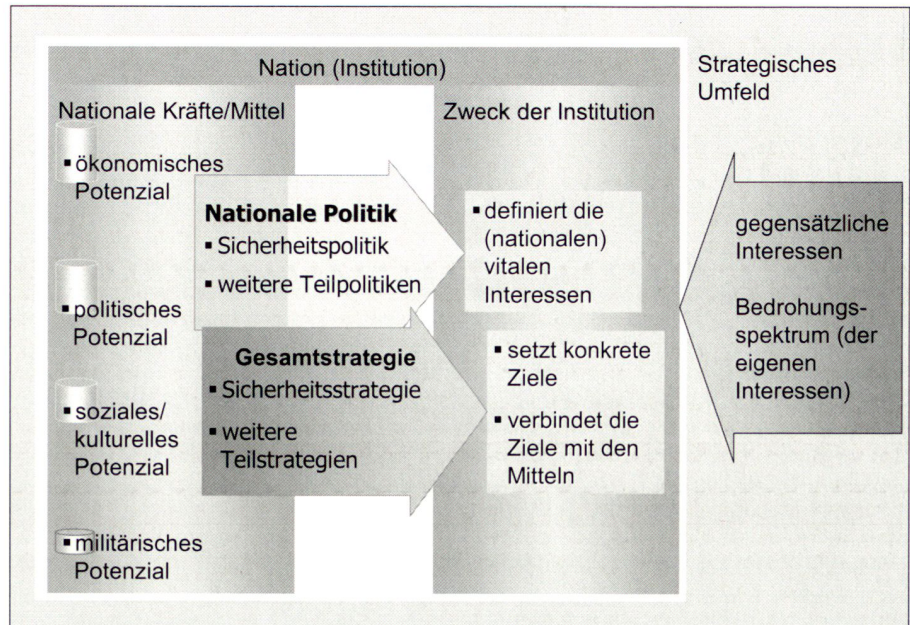 Nation (Institution)
Nationale Kräfte/Mittel
▪ ökonomisches
Potenzial
▪ politisches
Potenzial
▪ soziales/
kulturelles
Potenzial
▪ militärisches
Potenzial
Nationale Politik
▪ Sicherheitspolitik
▪ weitere Teilpolitiken
Gesamtstrategie
▪ Sicherheitsstrategie
▪ weitere
Teilstrategien
Zweck der Institution
▪ definiert die
(nationalen)
vitalen
Interessen
▪ setzt konkrete
Ziele
▪ verbindet die
Ziele mit den
Mitteln
Strategisches
Umfeld
gegensätzliche
Interessen
Bedrohungs-
spektrum (der
eigenen
Interessen)